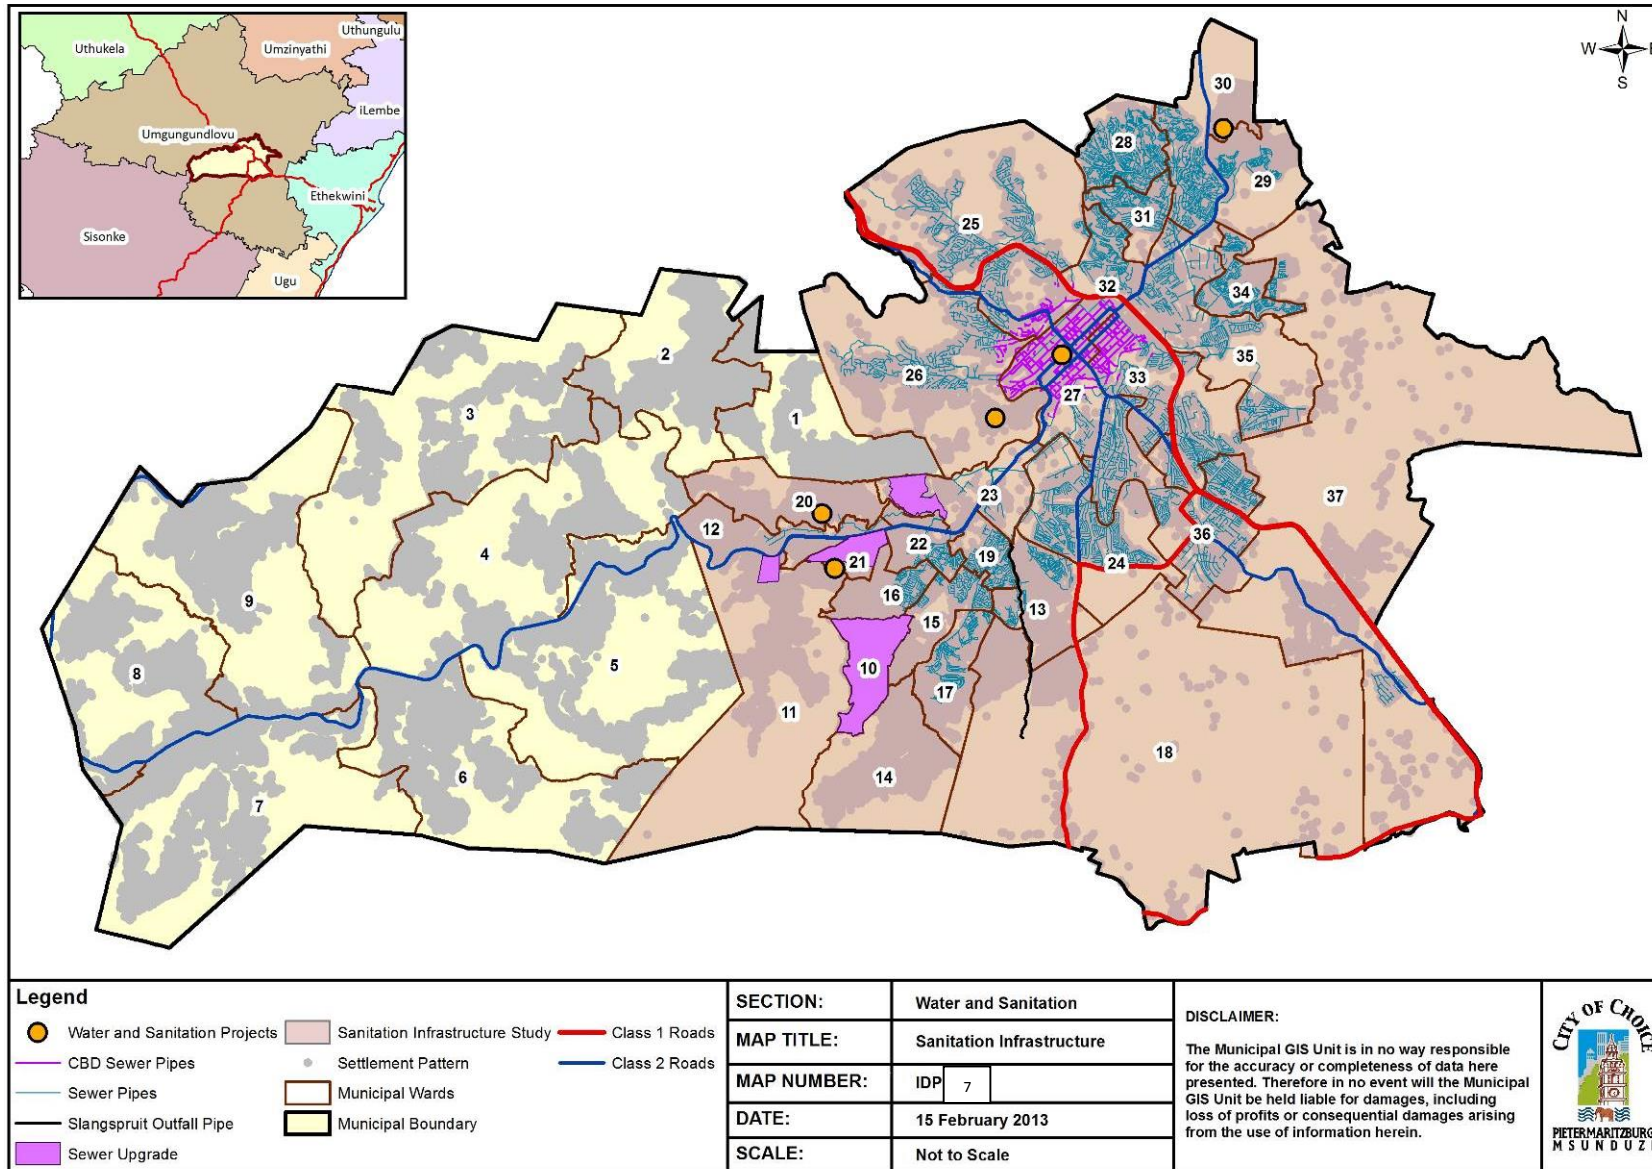 Uthukela
Umzinyathi
Uthungulu
iLembe
Umgungundlovu
Ethekwini
Sisonke
Ugu
N
W
E
S
30
28
29
31
25
34
32
2
35
26
33
3
1
27
37
23
20
12
4
36
22
19
24
21
9
16
13
15
5
10
8
17
11
18
14
6
7
Legend
Water and Sanitation Projects
CBD Sewer Pipes
Sewer Pipes
Slangspruit Outfall Pipe
Sewer Upgrade
Sanitation Infrastructure Study
Settlement Pattern
Municipal Wards
Municipal Boundary
Class 1 Roads
Class 2 Roads
SECTION: Water and Sanitation
MAP TITLE: Sanitation Infrastructure
MAP NUMBER: IDP 7
DATE: 15 February 2013
SCALE: Not to Scale
DISCLAIMER:
The Municipal GIS Unit is in no way responsible
for the accuracy or completeness of data here
presented. Therefore in no event will the Municipal
GIS Unit be held liable for damages, including
loss of profits or consequential damages arising
from the use of information herein.
CITY OF CHOICE
PIETERMARITZBURG
MSUNDUZI